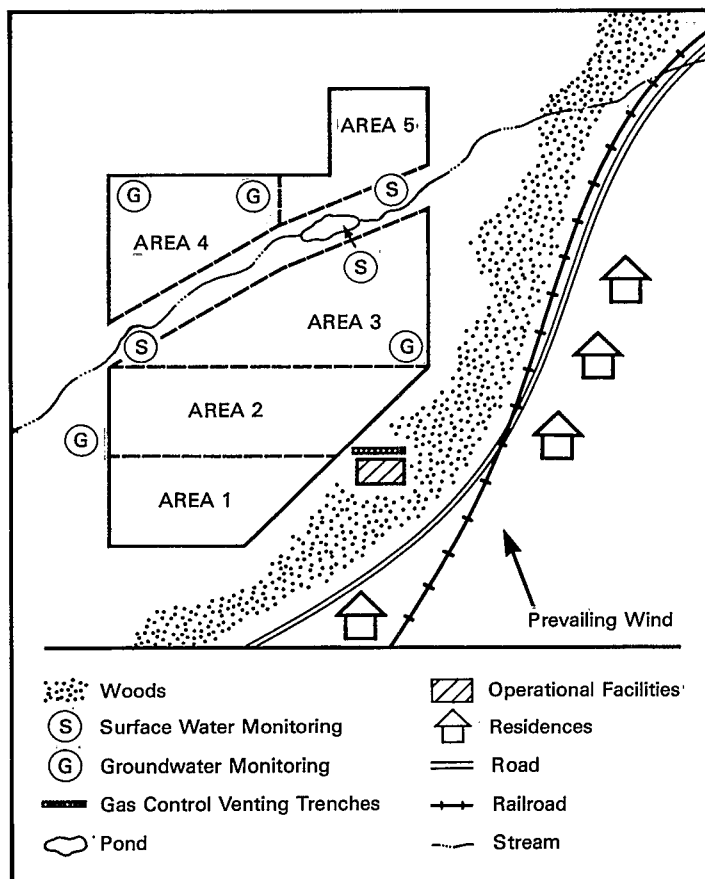 AREA 5
G
G
S
AREA 4
S
AREA 3
S
G
G
AREA 2
AREA 1
Prevailing Wind
Woods
Operational Facilities
S Surface Water Monitoring
Residences
G Groundwater Monitoring
Road
Gas Control Venting Trenches
Railroad
Pond
Stream